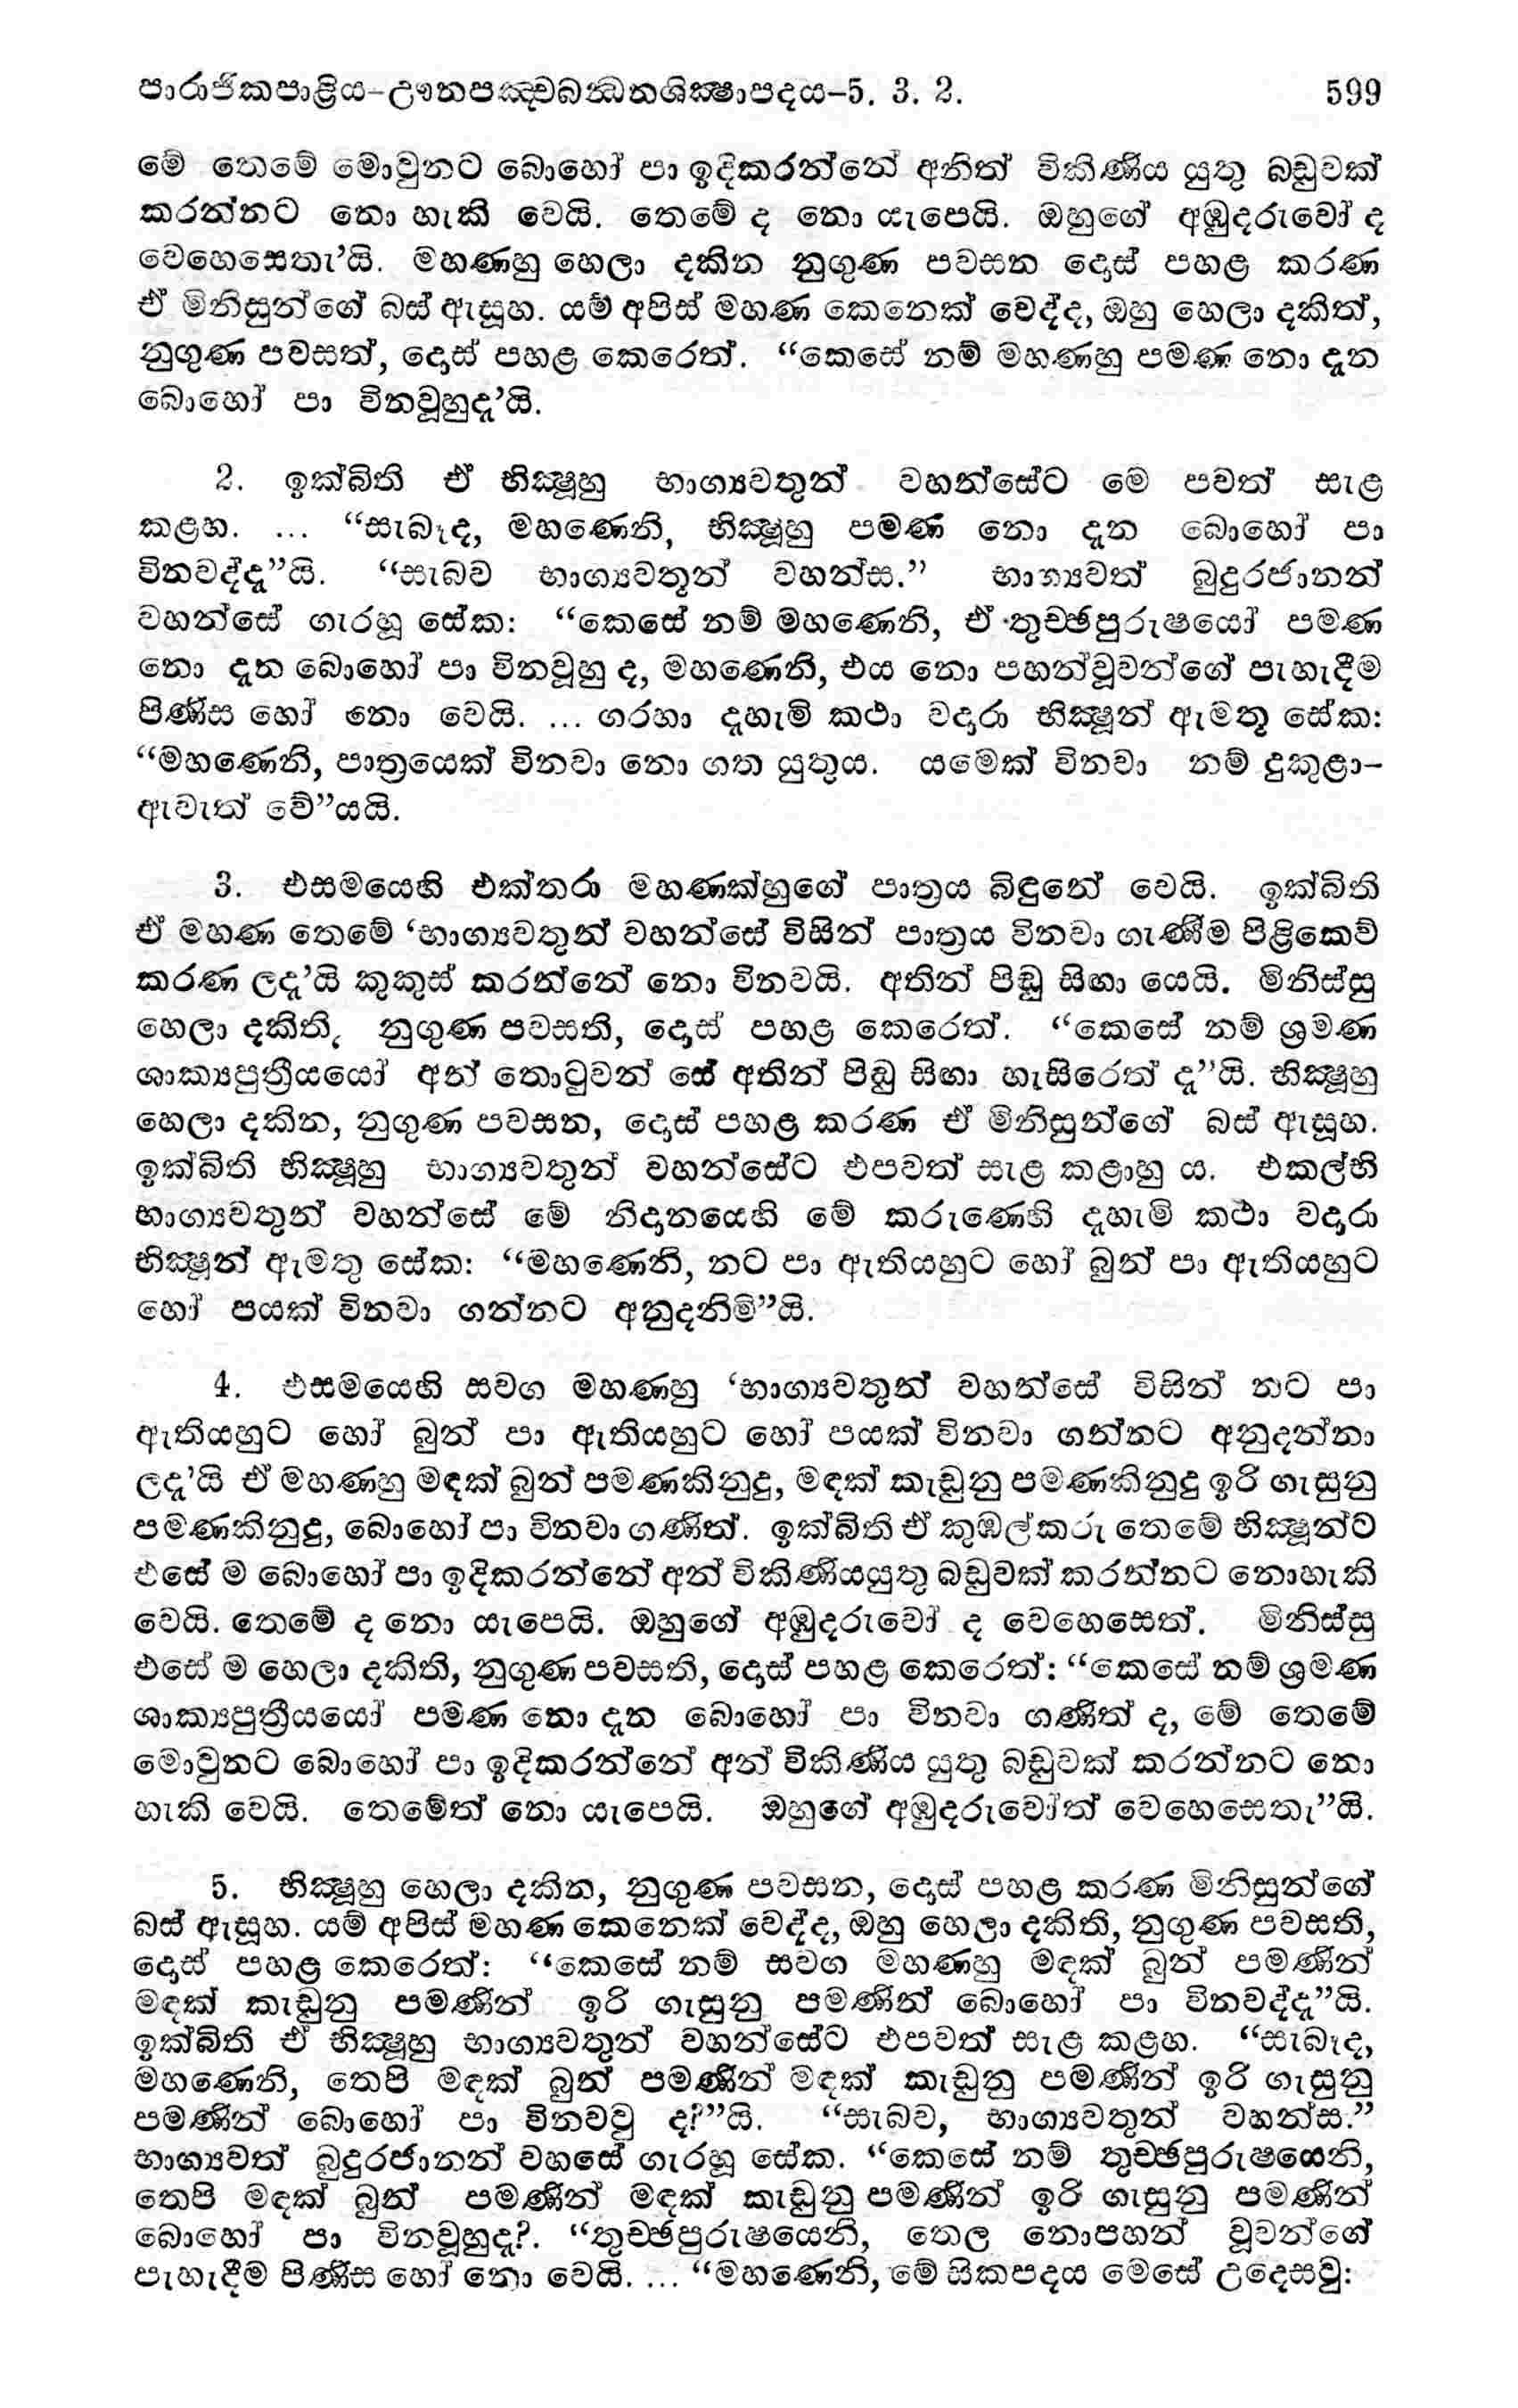 පාරාජිකපාළිය-ඌනපඤ්චබන්ධනශික්ෂාපදය-5. 3. 2. 599
මේ තෙමේ මොවුනට බොහෝ පා ඉදිකරන්නේ අනිත් විකිණිය යුතු බඩුවක්
කරන්නට නො හැකි වෙයි. තෙමේ ද නො යැපෙයි. ඔහුගේ අඹුදරුවෝ ද
වෙහෙසෙතැ’යි. මහණහු හෙලා දකින නුගුණ පවසන දොස් පහළ කරණ
ඒ මිනිසුන්ගේ බස් ඇසූහ. යම් අපිස් මහණ කෙනෙක් වෙද්ද, ඔහු හෙලා දකිත්,
නුගුණ පවසත්, දොස් පහළ කෙරෙත්. “කෙසේ නම් මහණහු පමණ නො දැන
බොහෝ පා විනවූහුදැ’යි.
2. ඉක්බිති ඒ භික්ෂූහු භාග්‍යවතුන් වහන්සේට මෙ පවත් සැළ
කළහ. ... “සැබෑද, මහණෙනි, භික්ෂූහු පමණ නො දැන බොහෝ පා
විනවද්දැ”යි. “සැබව භාග්‍යවතූන් වහන්ස.” භාග්‍යවත් බුදුරජානන්
වහන්සේ ගැරහූ සේක: “කෙසේ නම් මහණෙනි, ඒ තුච්ඡපුරුෂයෝ පමණ
නො දැන බොහෝ පා විනවූහු ද, මහණෙනි, එය නො පහන්වූවන්ගේ පැහැදීම
පිණිස හෝ නො වෙයි. ... ගරහා දැහැමි කථා වදාරා භික්ෂූන් ඇමතූ සේක:
“මහණෙනි, පාත්‍රයෙක් විනවා නො ගත යුතුය. යමෙක් විනවා නම් දුකුළා-
ඇවැත් වේ”යයි.
3. එසමයෙහි එක්තරා මහණක්හුගේ පාත්‍රය බිඳුනේ වෙයි. ඉක්බිති
ඒ මහණ තෙමේ ‘භාග්‍යවතුන් වහන්සේ විසින් පාත්‍රය විනවා ගැණීම පිළිකෙව්
කරණ ලදැ’යි කුකුස් කරන්නේ නො විනවයි. අතින් පිඬු සිඟා යෙයි. මිනිස්සු
හෙලා දකිති, නුගුණ පවසති, දොස් පහළ කෙරෙත්. “කෙසේ නම් ශ්‍රමණ
ශාක්‍යපුත්‍රීයයෝ අන් තොටුවන් සේ අතින් පිඬු සිඟා හැසිරෙත් දැ”යි. භික්ෂූහු
හෙලා දකින, නුගුණ පවසන, දොස් පහළ කරණ ඒ මිනිසුන්ගේ බස් ඇසූහ.
ඉක්බිති භික්ෂූහු භාග්‍යවතුන් වහන්සේට එපවත් සැළ කළාහු ය. එකල්හි
භාග්‍යවතුන් වහන්සේ මේ නිදානයෙහි මේ කරුණෙහි දැහැමි කථා වදාරා
භික්ෂූන් ඇමතු සේක: “මහණෙනි, නට පා ඇතියහුට හෝ බුන් පා ඇතියහුට
හෝ පයක් විනවා ගන්නට අනුදනිමි”යි.
4. එසමයෙහි සවග මහණහු ‘භාග්‍යවතුන් වහන්සේ විසින් නට පා
ඇතියහුට හෝ බුන් පා ඇතියහුට හෝ පයක් විනවා ගන්නට අනුදන්නා
ලදැ’යි ඒ මහණහු මඳක් බුන් පමණකිනුදු, මඳක් කැඩුනු පමණකිනුදු ඉරි ගැසුනු
පමණකිනුදු, බොහෝ පා විනවා ගණිත්. ඉක්බිති ඒ කුඹල්කරු තෙමේ භික්ෂූන්ට
එසේ ම බොහෝ පා ඉදිකරන්නේ අන් විකිණියයුතු බඩුවක් කරන්නට නොහැකි
වෙයි. තෙමේ ද නො යැපෙයි. ඔහුගේ අඹුදරුවෝ ද වෙහෙසෙත්. මිනිස්සු
එසේ ම හෙලා දකිති, නුගුණ පවසති, දොස් පහළ කෙරෙත්: “කෙසේ නම් ශ්‍රමණ
ශාක්‍යපුත්‍රීයයෝ පමණ නො දැන බොහෝ පා විනවා ගණිත් ද, මේ තෙමේ
මොවුනට බොහෝ පා ඉදිකරන්නේ අන් විකිණිය යුතු බඩුවක් කරන්නට නො
හැකි වෙයි. තෙමේත් නො යැපෙයි. ඔහුගේ අඹුදරුවෝත් වෙහෙසෙතැ”යි.
5. භික්ෂූහු හෙලා දකින, නුගුණ පවසන, දොස් පහළ කරණ මිනිසුන්ගේ
බස් ඇසූහ. යම් අපිස් මහණ කෙනෙක් වෙද්ද, ඔහු හෙලා දකිති, නුගුණ පවසති,
දොස් පහළ කෙරෙත්: “කෙසේ නම් සවග මහණහු මඳක් බුන් පමණින්
මඳක් කැඩුනු පමණින් ඉරි ගැසුනු පමණින් බොහෝ පා විනවද්දැ”යි.
ඉක්බිති ඒ භික්ෂූහු භාග්‍යවතුන් වහන්සේට එපවත් සැළ කළහ. “සැබෑද,
මහණෙනි, තෙපි මඳක් බුන් පමණින් මඳක් කැඩුනු පමණින් ඉරි ගැසුනු
පමණින් බොහෝ පා විනවවු ද?”යි. “සැබව, භාග්‍යවතුන් වහන්ස.”
භාග්‍යවත් බුදුරජානන් වහසේ ගැරහූ සේක. “කෙසේ නම් තුච්ඡපුරුෂයෙනි,
තෙපි මඳක් බුන් පමණින් මඳක් කැඩුනු පමණින් ඉරි ගැසුනු පමණින්
බොහෝ පා විනවූහුදැ?. “තුච්ඡපුරුෂයෙනි, තෙල නොපහන් වූවන්ගේ
පැහැදීම පිණිස හෝ නො වෙයි. ... “මහණෙනි, මේ සිකපදය මෙසේ උදෙසවු: